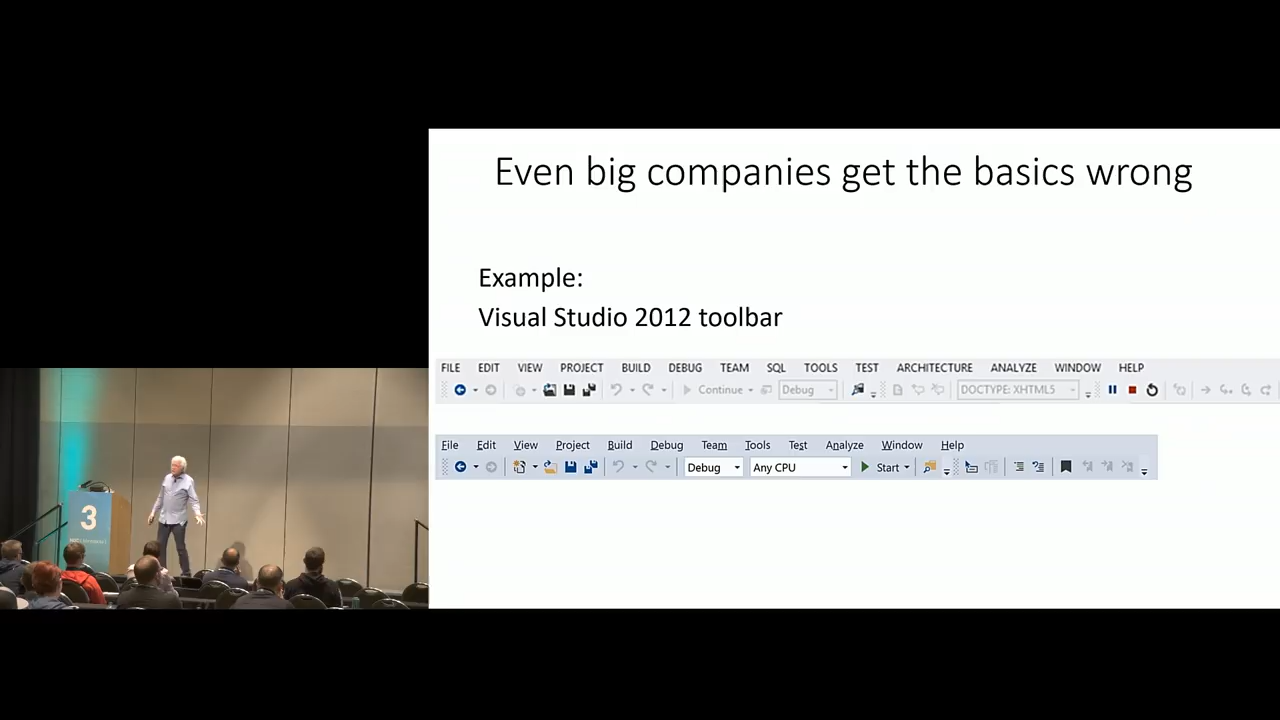 Even big companies get the basics wrong
Example:
Visual Studio 2012 toolbar
FILE EDIT VIEW PROJECT BUILD DEBUG TEAM SQL TOOLS TEST ARCHITECTURE ANALYZE WINDOW HELP
Continue Debug DOCTYPE: XHTML5
File Edit View Project Build Debug Team Tools Test Analyze Window Help
Debug Any CPU Start
3